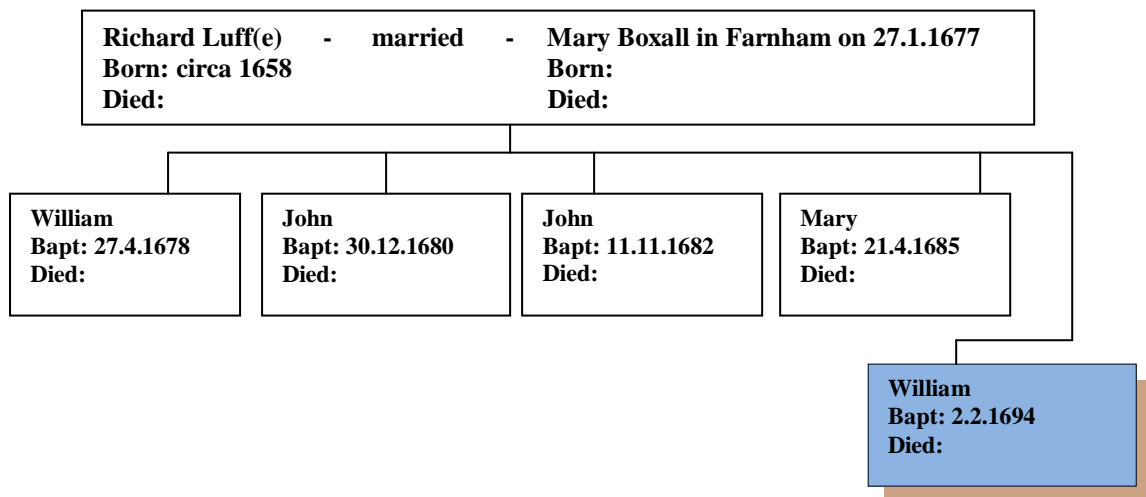 Richard Luff(e) - married - Mary Boxall in Farnham on 27.1.1677
Born: circa 1658 Born:
Died: Died:
William
Bapt: 27.4.1678
Died:
John
Bapt: 30.12.1680
Died:
John
Bapt: 11.11.1682
Died:
Mary
Bapt: 21.4.1685
Died:
William
Bapt: 2.2.1694
Died: